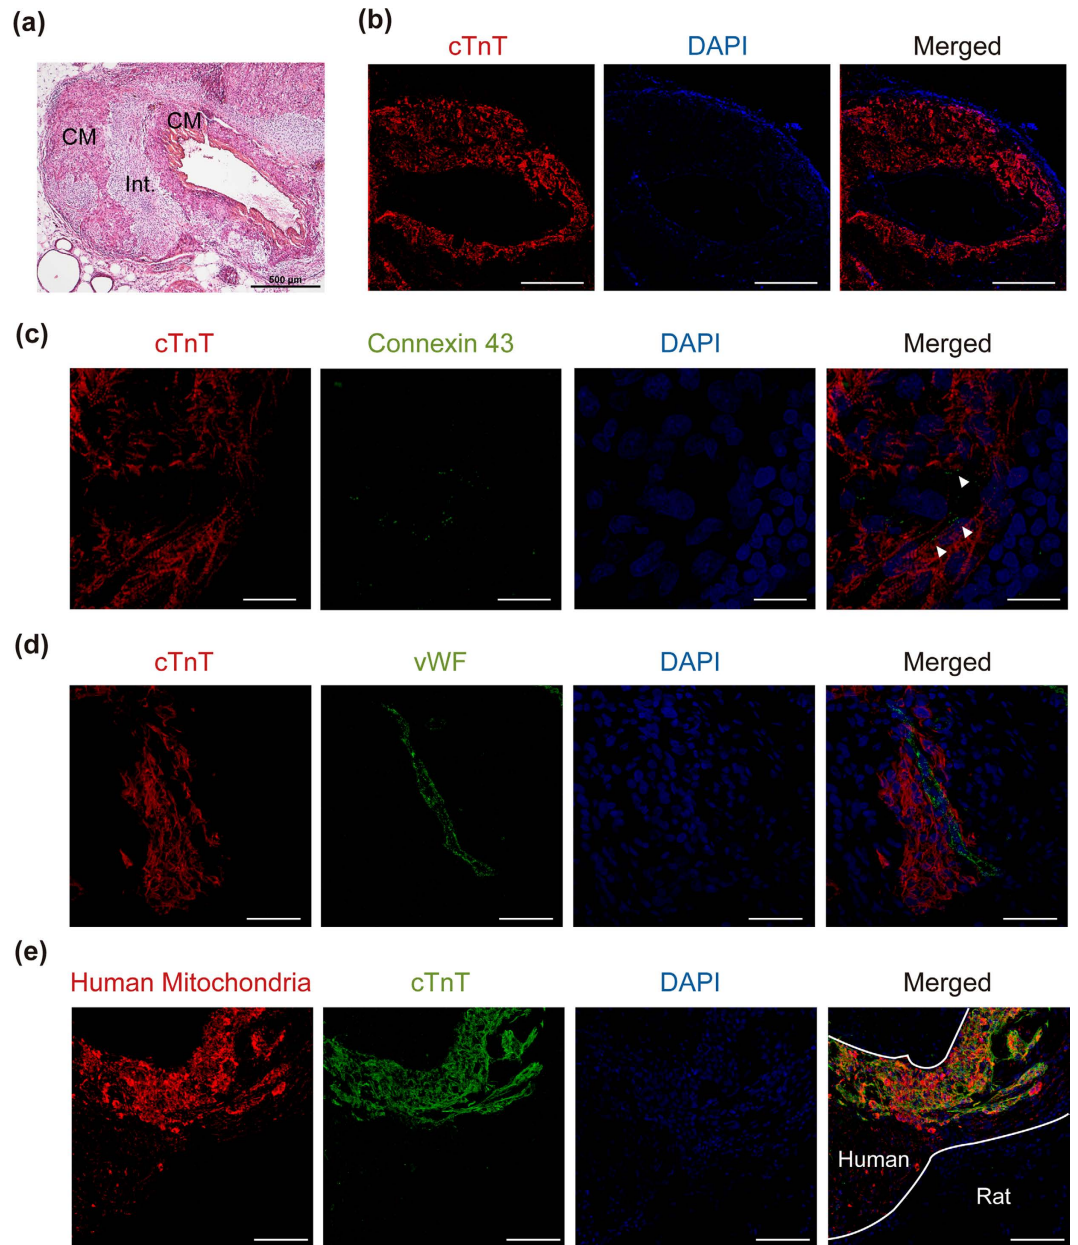 (a)
CM
CM
Int.
500 μm
(b)
cTnT
DAPI
Merged
(c)
cTnT
Connexin 43
DAPI
Merged
(d)
cTnT
vWF
DAPI
Merged
(e)
Human Mitochondria
cTnT
DAPI
Merged
Human
Rat